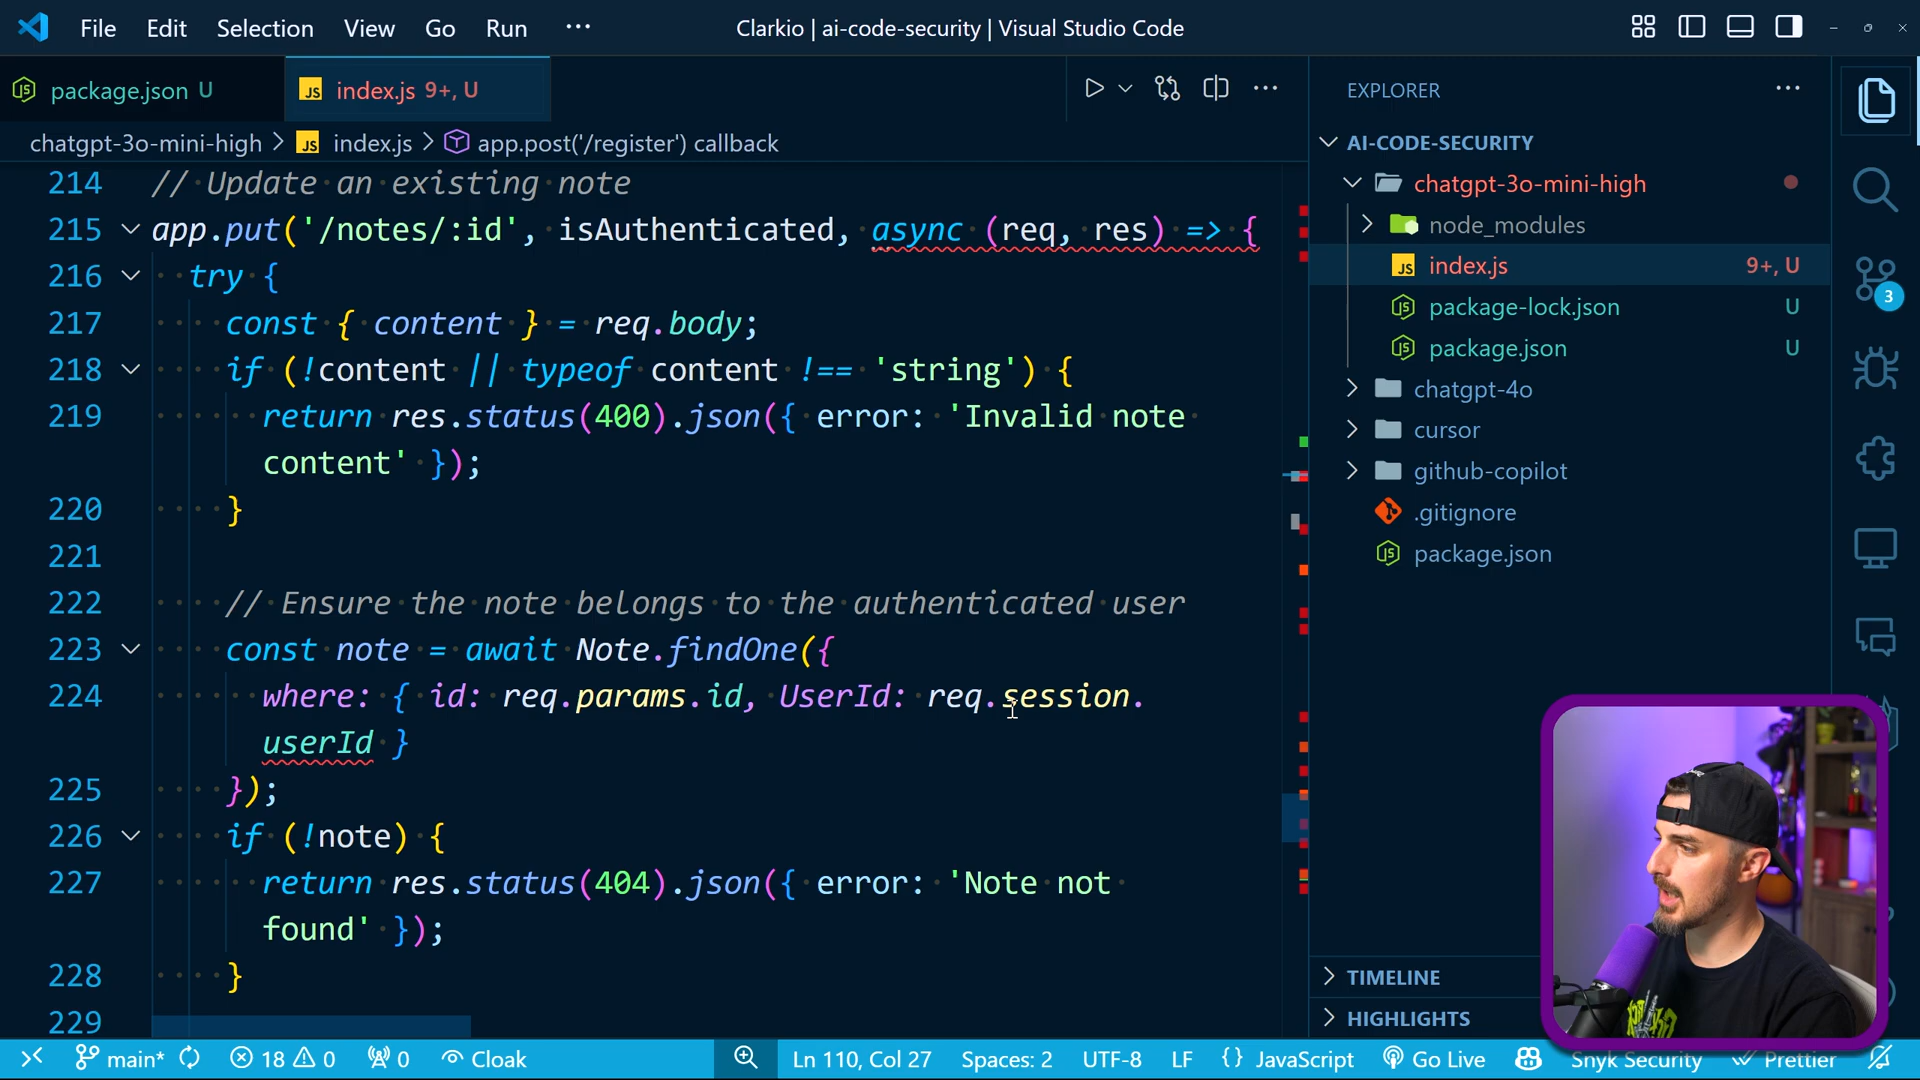 File Edit Selection View Go Run ··· Clarkio | ai-code-security | Visual Studio Code
package.json U index.js 9+, U
chatgpt-3o-mini-high > JS index.js > app.post('/register') callback
214 // Update an existing note
215 app.put('/notes/:id', isAuthenticated, async (req, res) => {
216 try {
217 const { content } = req.body;
218 if (!content || typeof content !== 'string') {
219 return res.status(400).json({ error: 'Invalid note
content' });
220 }
221
222 // Ensure the note belongs to the authenticated user
223 const note = await Note.findOne({
224 where: { id: req.params.id, UserId: req.session.
userId }
225 });
226 if (!note) {
227 return res.status(404).json({ error: 'Note not
found' });
228 }
229
EXPLORER
AI-CODE-SECURITY
chatgpt-3o-mini-high
node_modules
JS index.js 9+, U
package-lock.json U
package.json U
chatgpt-4o
cursor
github-copilot
.gitignore
package.json
TIMELINE
HIGHLIGHTS
3
main* 18 0 0 Cloak Ln 110, Col 27 Spaces: 2 UTF-8 LF {} JavaScript Go Live Snyk Security Prettier